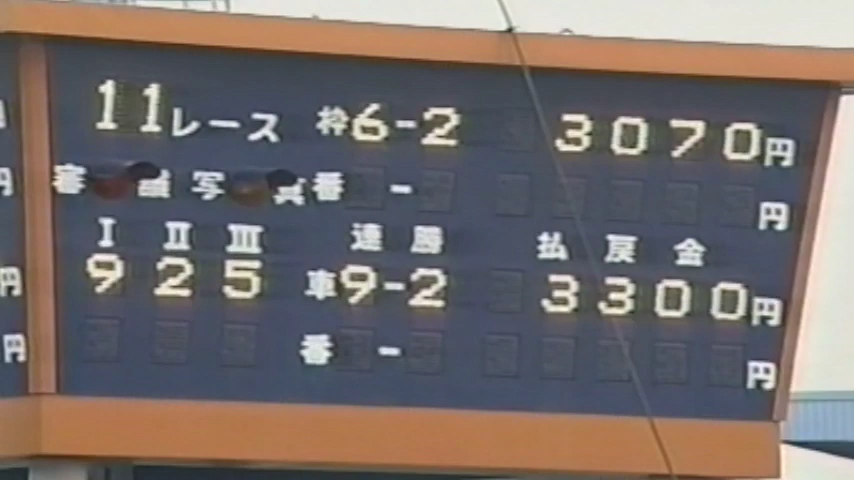 11レース 枠 6-2 3070円
審議 写真 番 - 円
I II III 連勝 払戻金
9 2 5 車 9-2 3300円
番 - 円